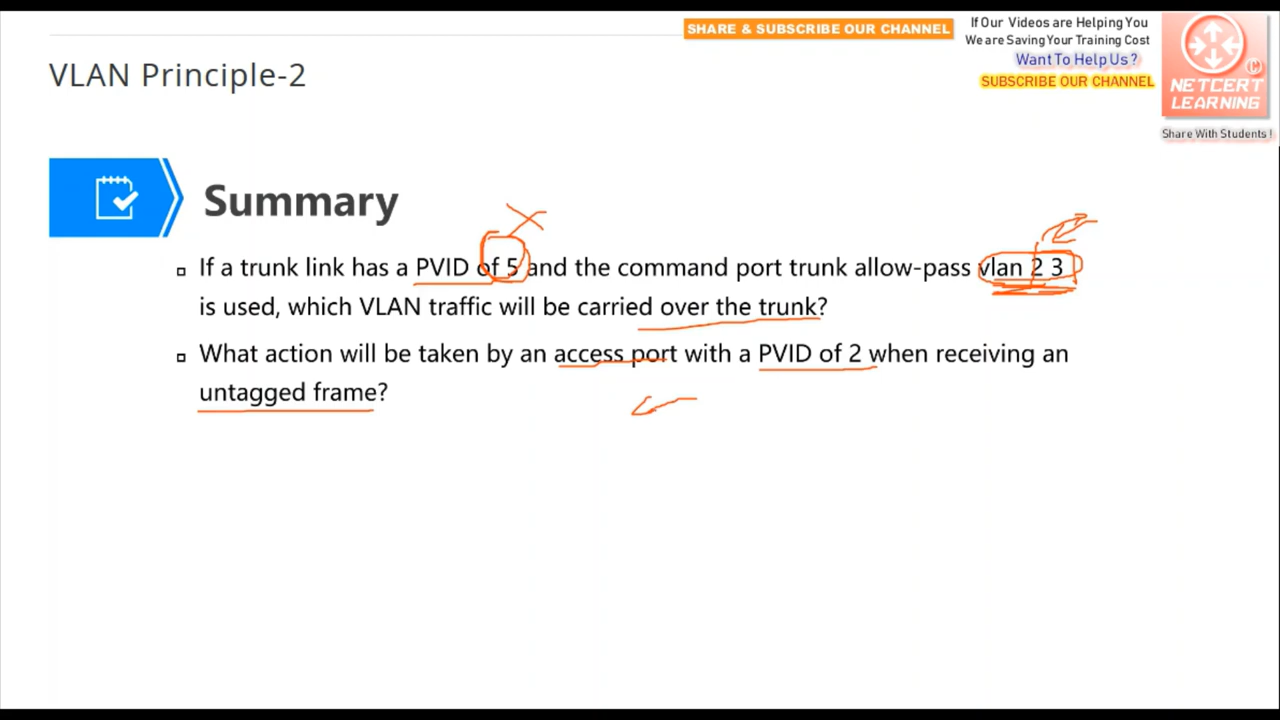 SHARE & SUBSCRIBE OUR CHANNEL
If Our Videos are Helping You
We are Saving Your Training Cost
Want To Help Us ?
SUBSCRIBE OUR CHANNEL
©
NETCERT
LEARNING
Share With Students !
VLAN Principle-2
Summary
If a trunk link has a PVID of 5 and the command port trunk allow-pass vlan 2 3
is used, which VLAN traffic will be carried over the trunk?
What action will be taken by an access port with a PVID of 2 when receiving an
untagged frame?